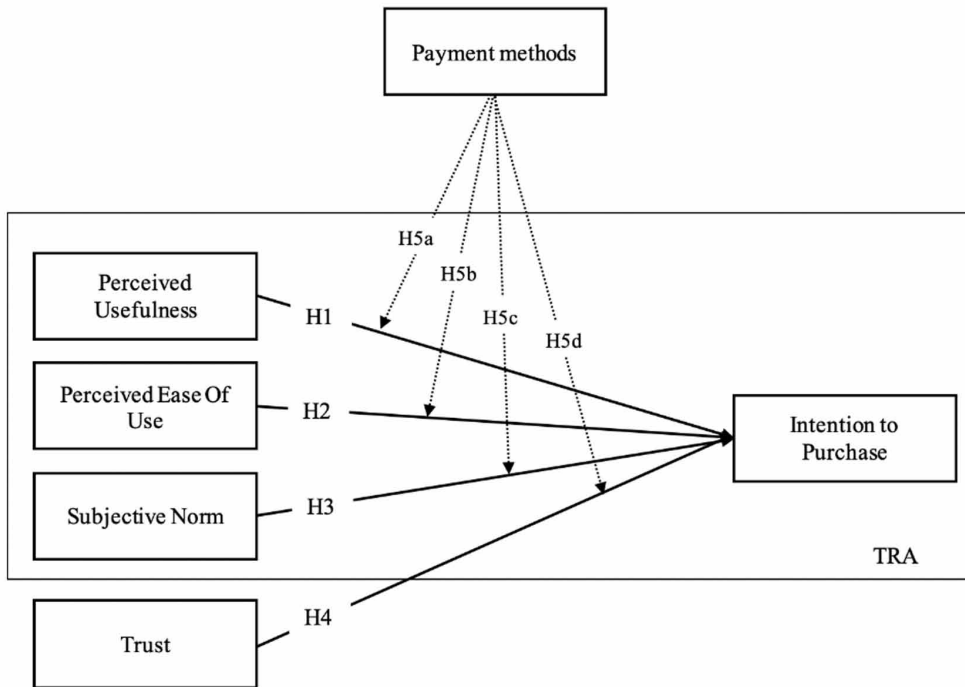 Payment methods
H5a
H5b
H5c
H5d
Perceived
Usefulness
H1
Perceived Ease Of
Use
H2
Intention to
Purchase
Subjective Norm
H3
TRA
Trust
H4